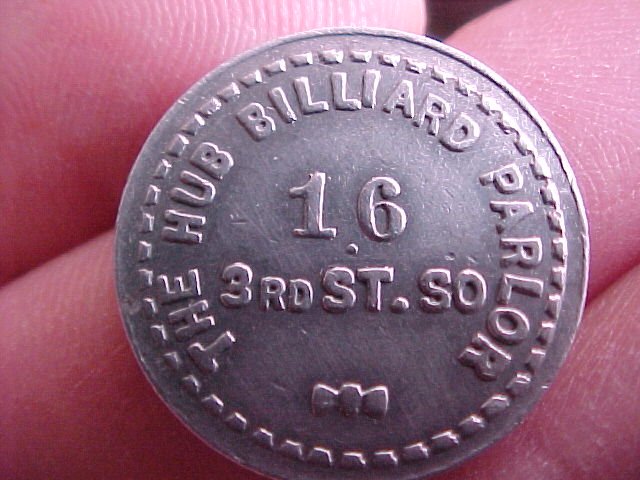 THE HUB BILLIARD PARLOR
16
3RD ST. SO